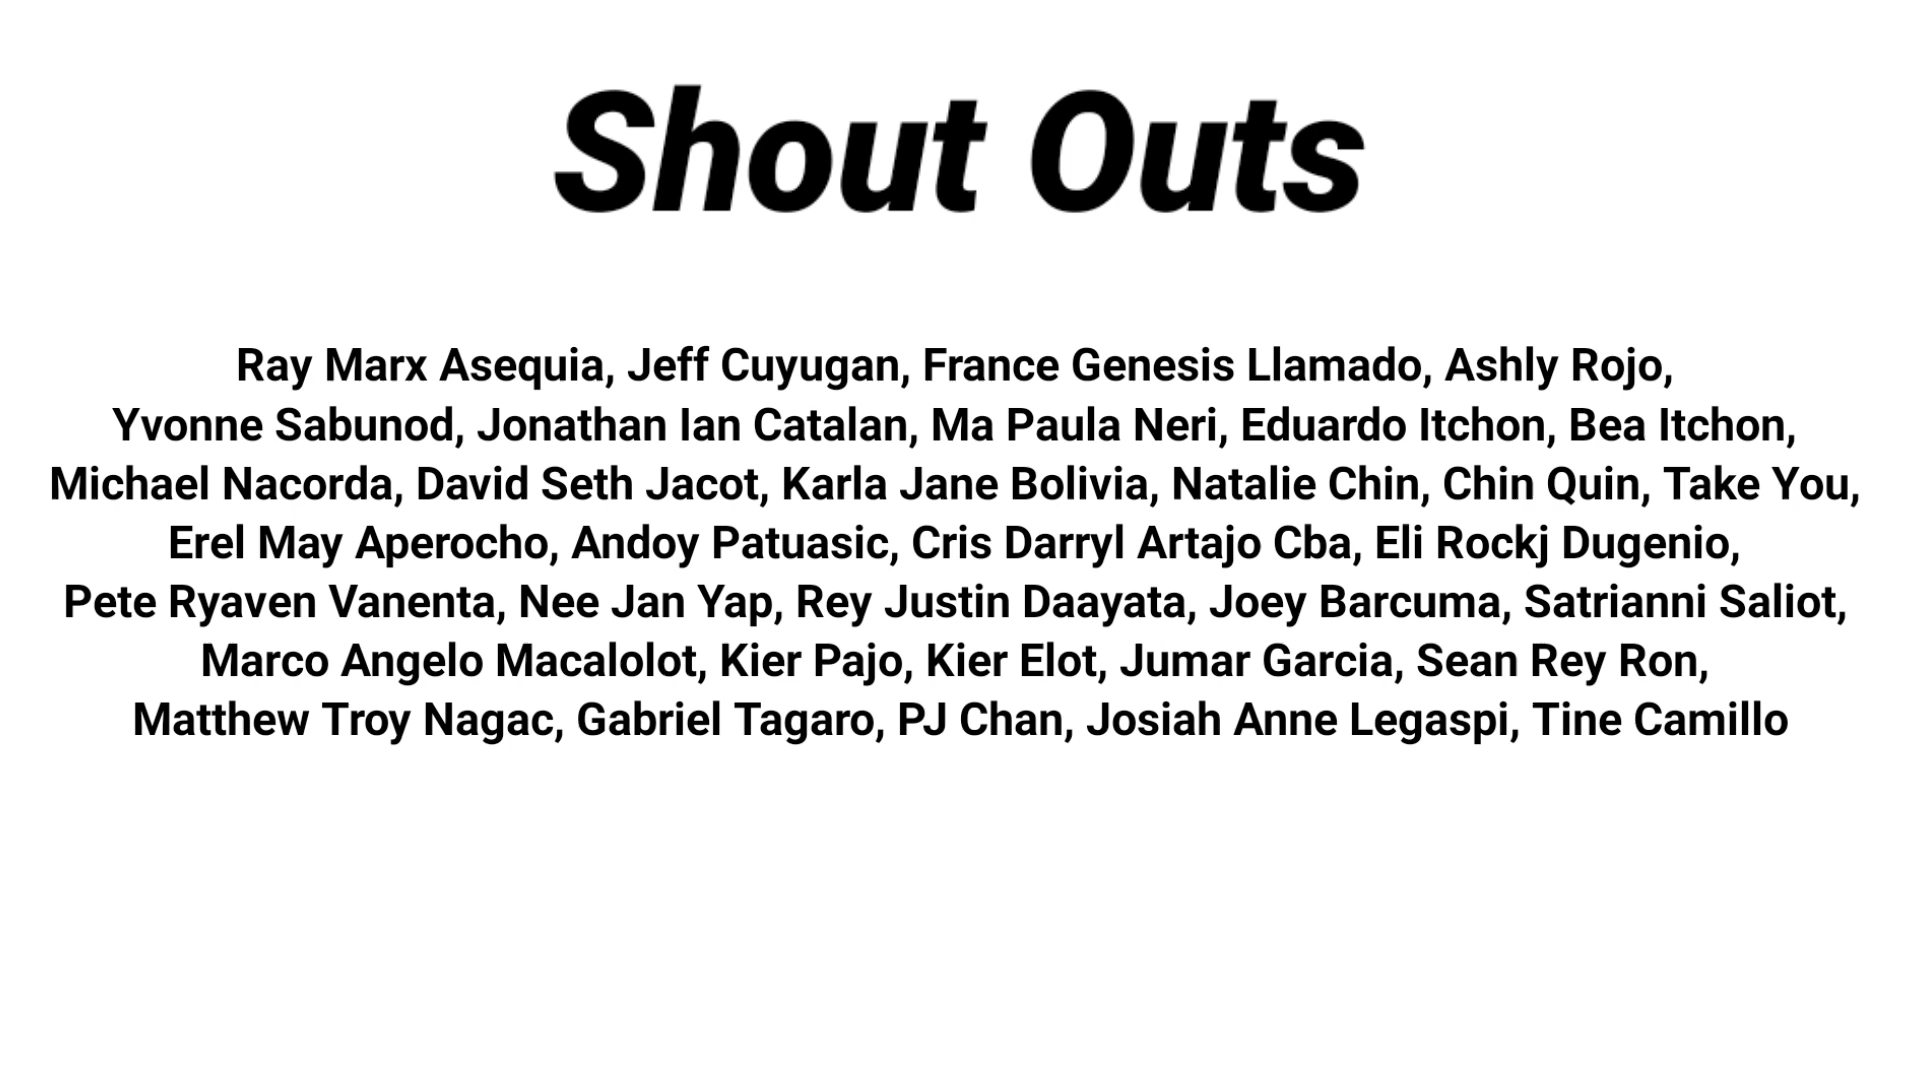 Shout Outs
Ray Marx Asequia, Jeff Cuyugan, France Genesis Llamado, Ashly Rojo,
Yvonne Sabunod, Jonathan Ian Catalan, Ma Paula Neri, Eduardo Itchon, Bea Itchon,
Michael Nacorda, David Seth Jacot, Karla Jane Bolivia, Natalie Chin, Chin Quin, Take You,
Erel May Aperocho, Andoy Patuasic, Cris Darryl Artajo Cba, Eli Rockj Dugenio,
Pete Ryaven Vanenta, Nee Jan Yap, Rey Justin Daayata, Joey Barcuma, Satrianni Saliot,
Marco Angelo Macalolot, Kier Pajo, Kier Elot, Jumar Garcia, Sean Rey Ron,
Matthew Troy Nagac, Gabriel Tagaro, PJ Chan, Josiah Anne Legaspi, Tine Camillo